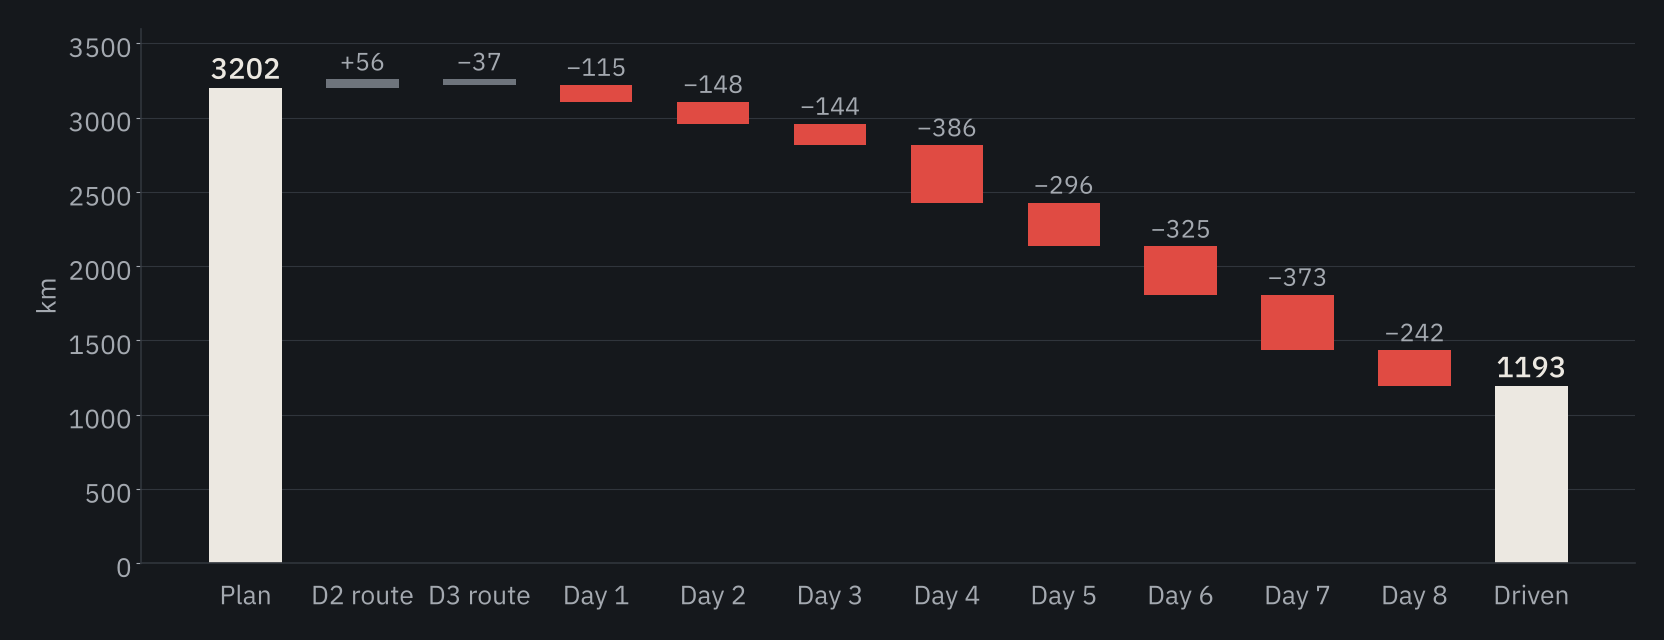 3500
3000
2500
2000
1500
1000
500
0
km
3202
+56
−37
−115
−148
−144
−386
−296
−325
−373
−242
1193
Plan
D2 route
D3 route
Day 1
Day 2
Day 3
Day 4
Day 5
Day 6
Day 7
Day 8
Driven